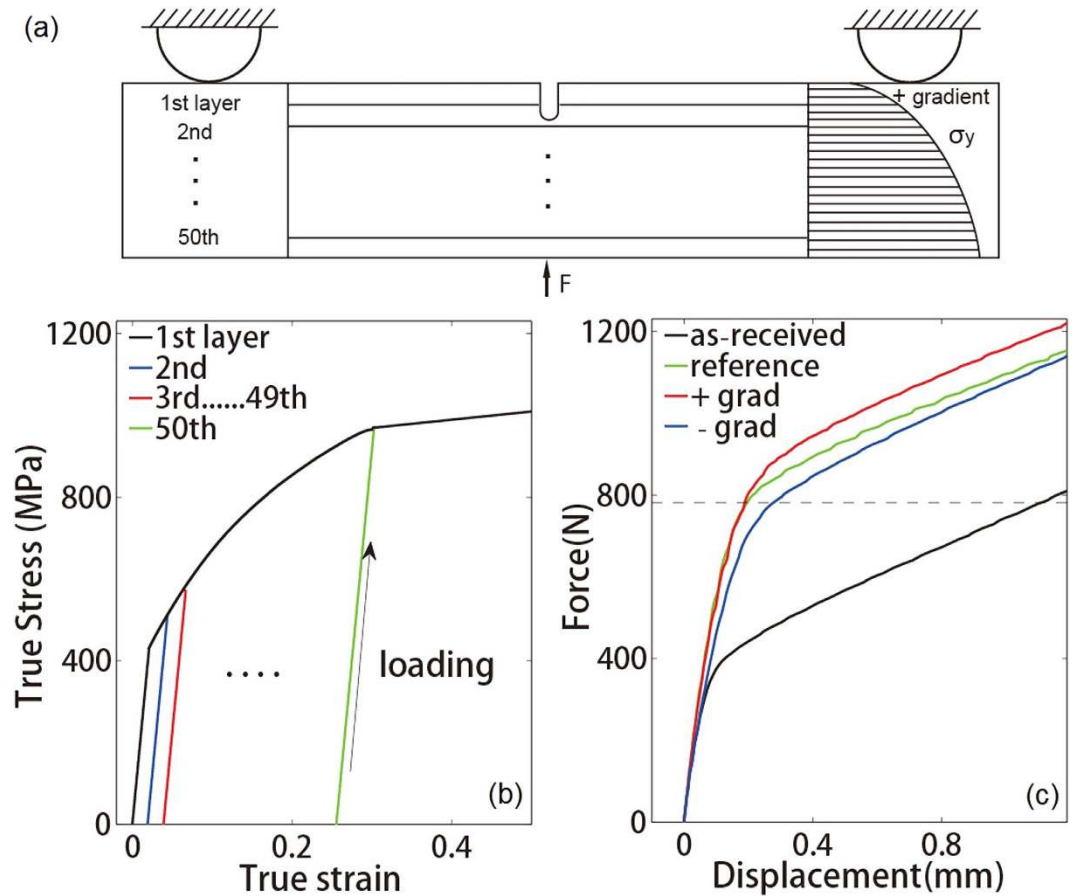 (a)
1st layer
2nd
50th
+ gradient
σy
F
1200
800
400
0
True Stress (MPa)
1st layer
2nd
3rd......49th
50th
....
loading
(b)
0
0.2
0.4
True strain
1200
800
400
0
Force(N)
as-received
reference
+ grad
- grad
(c)
0
0.4
0.8
Displacement(mm)